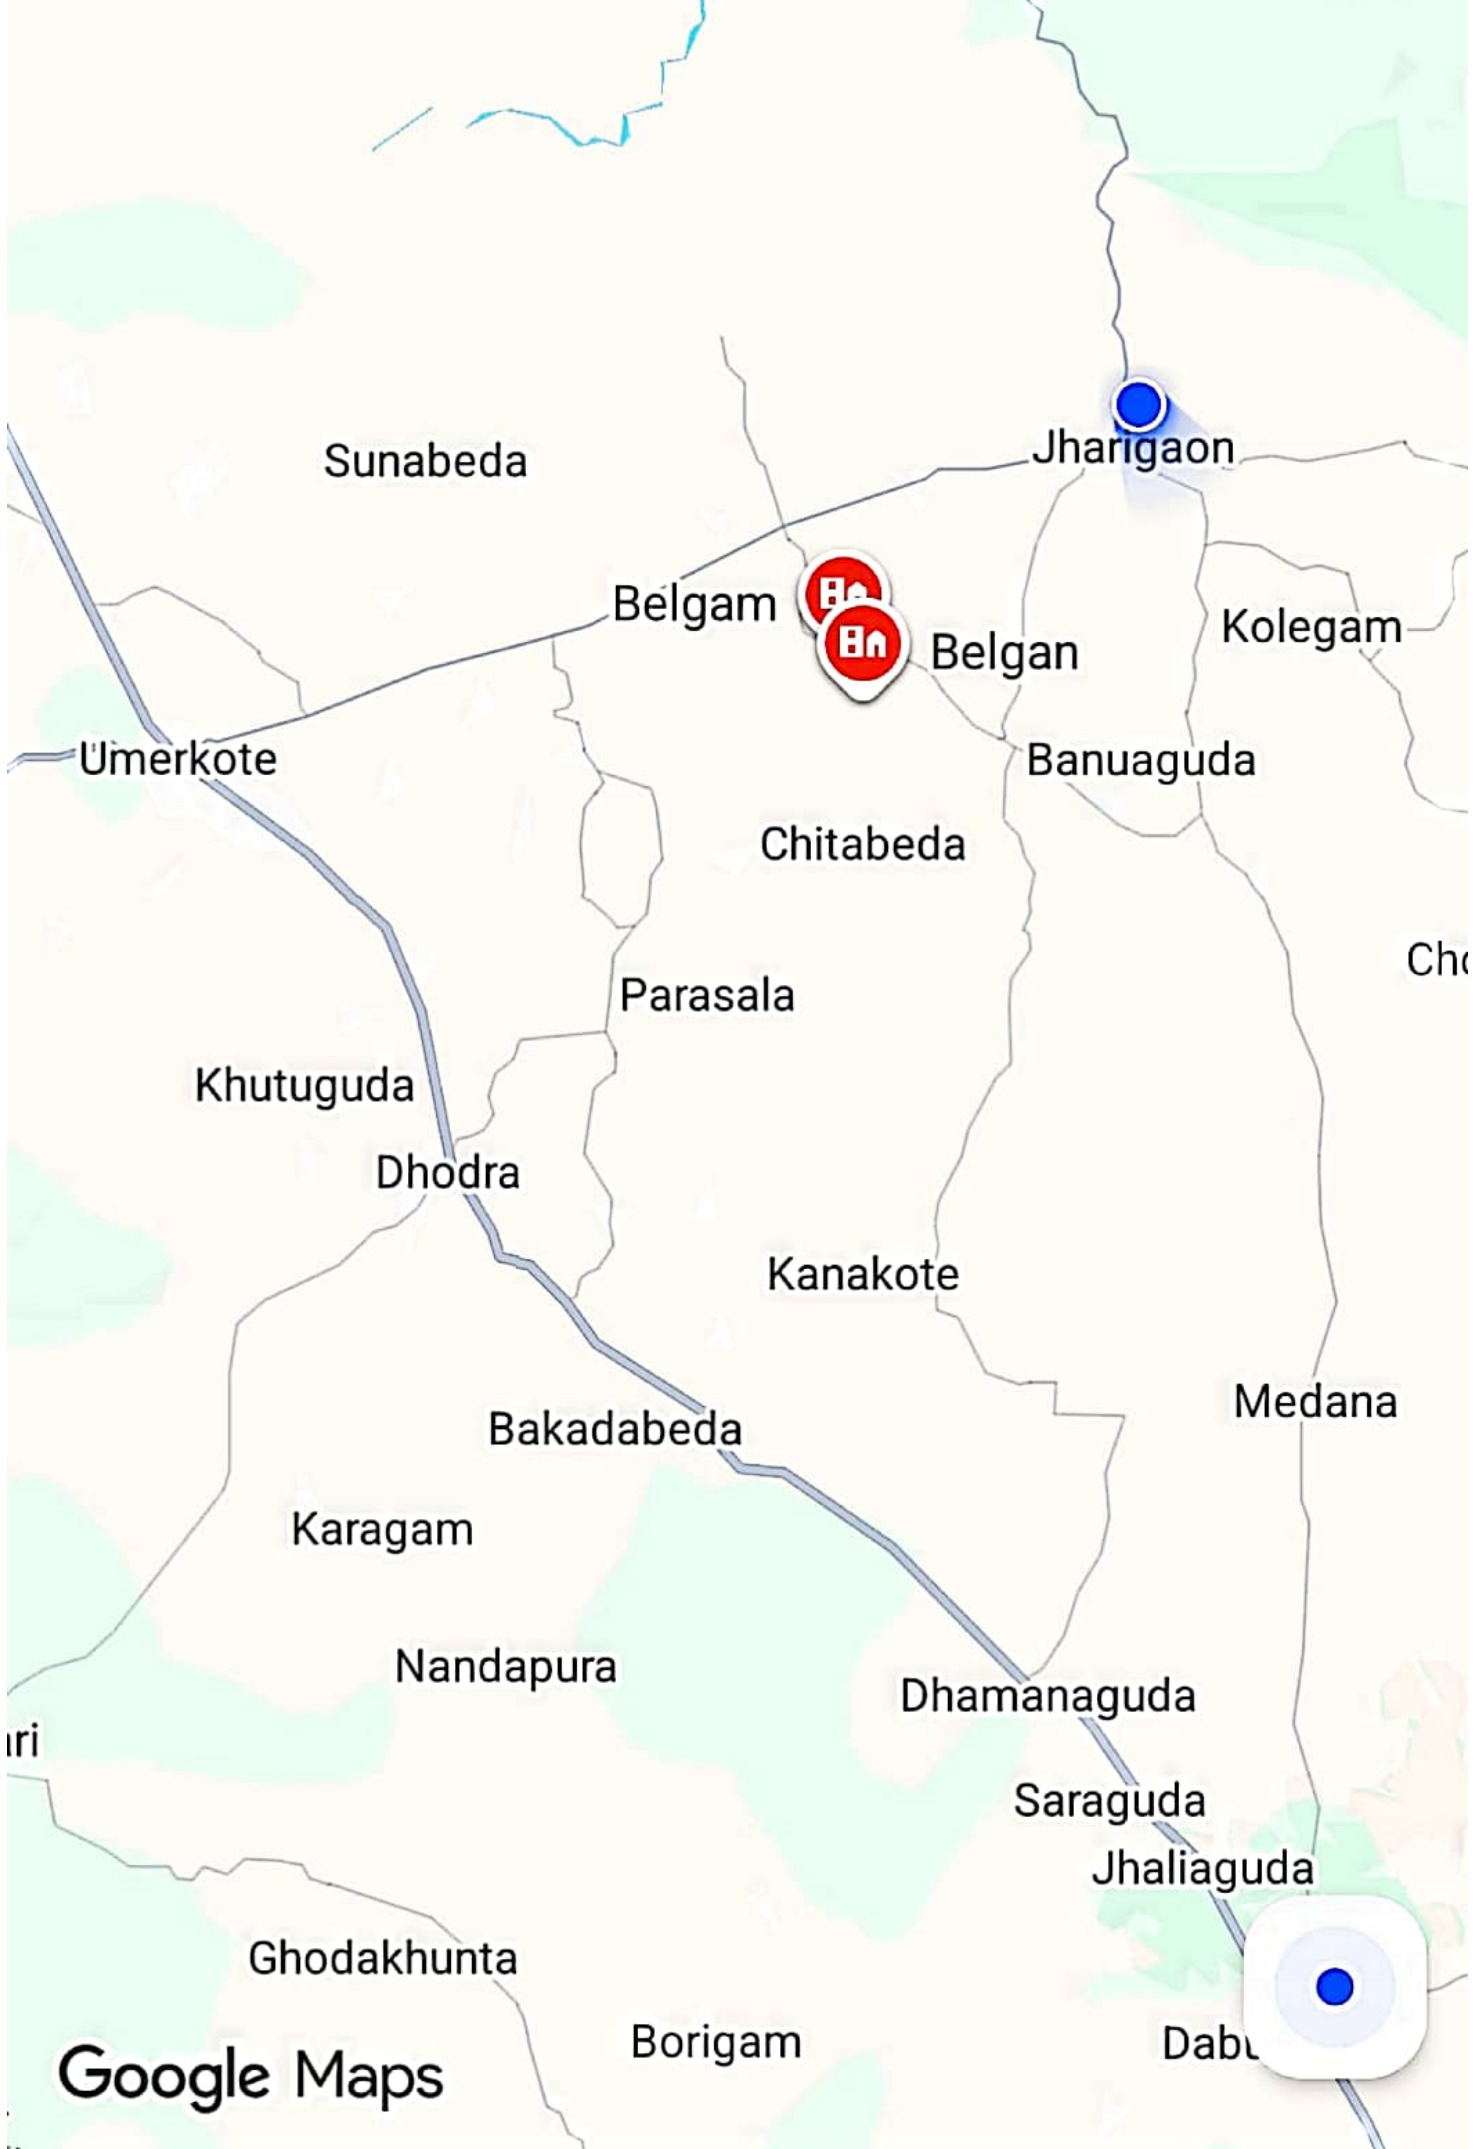 Sunabeda
Jharigaon
Belgam
Kolegam
Belgan
Umerkote
Banuaguda
Chitabeda
Parasala
Khutuguda
Dhodra
Kanakote
Medana
Bakadabeda
Karagam
Nandapura
Dhamanaguda
Saraguda
Jhaliaguda
Ghodakhunta
Borigam
Google Maps